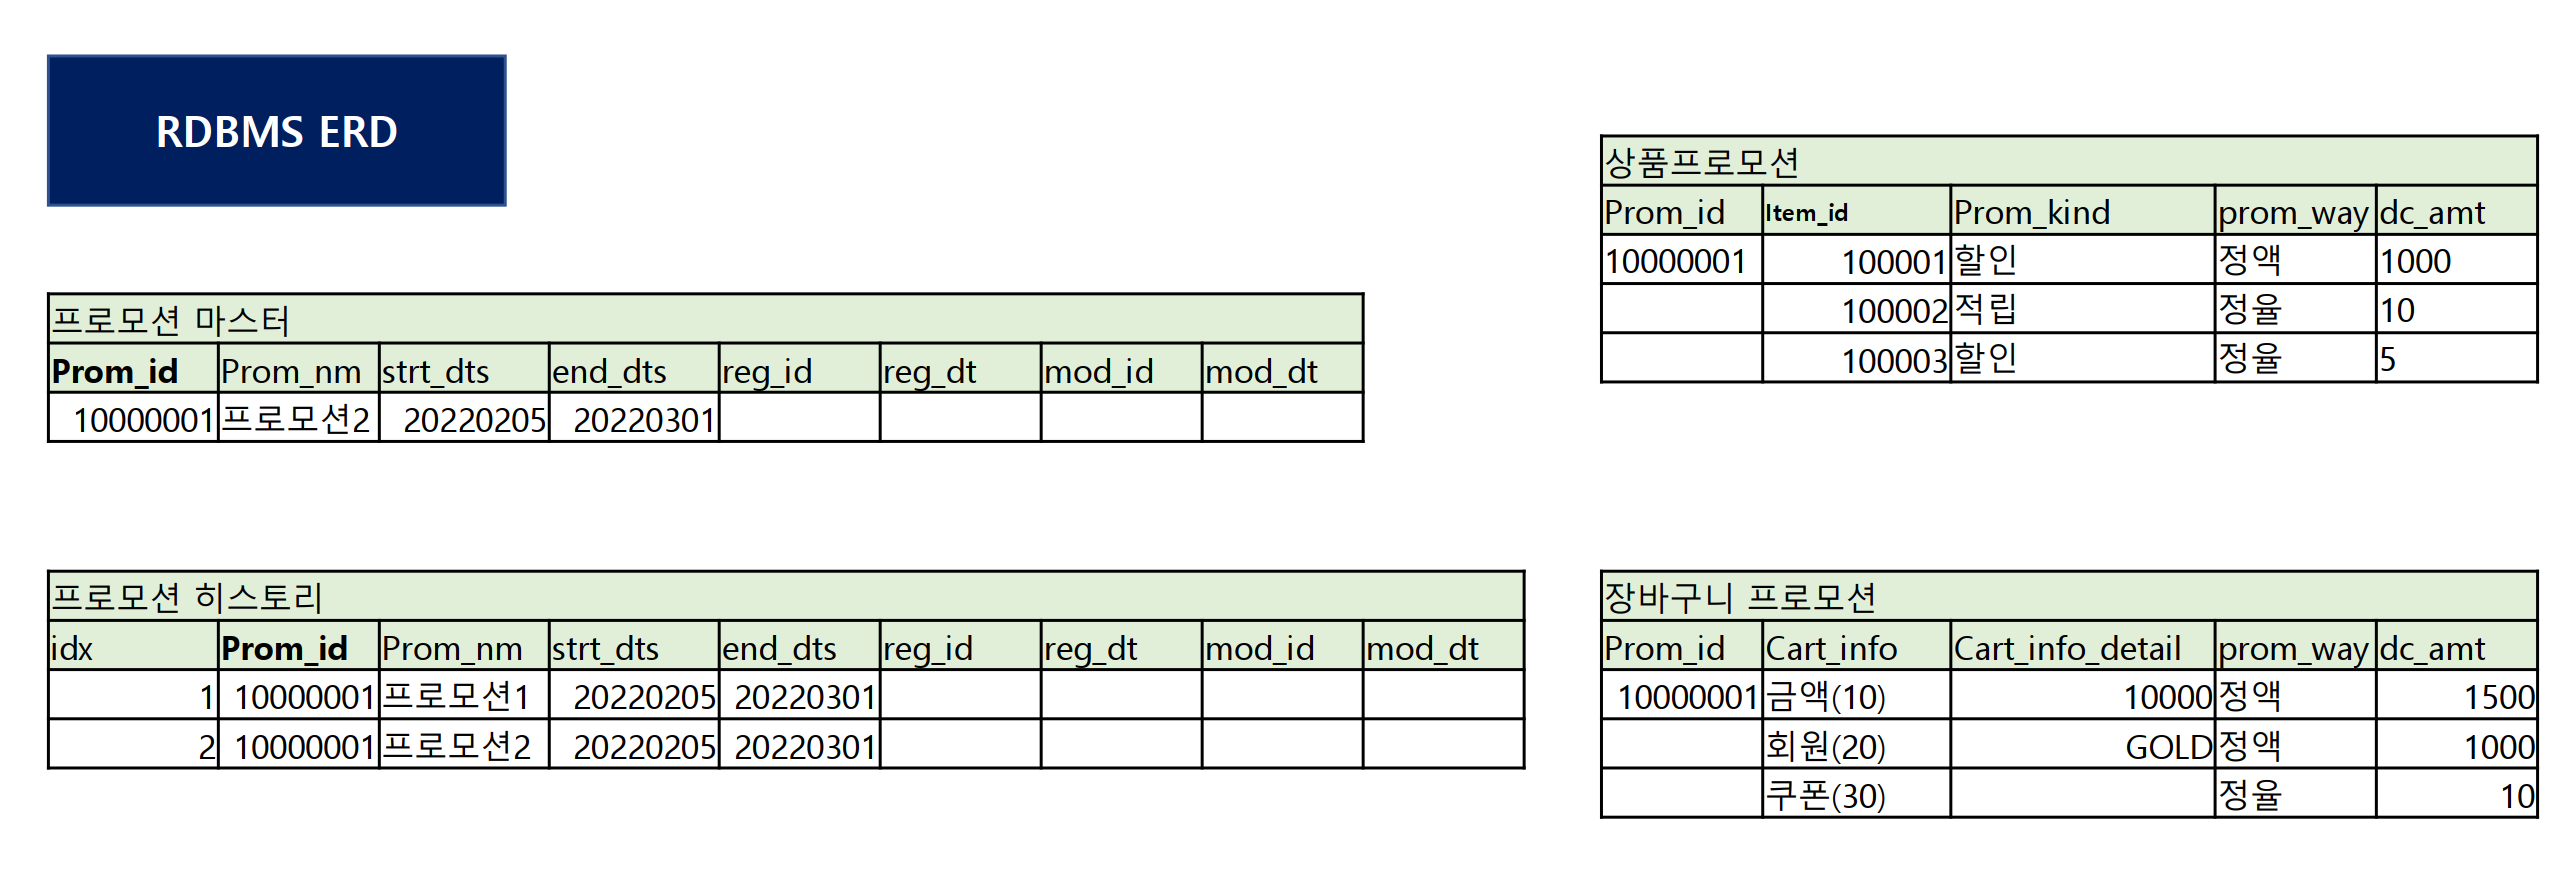 RDBMS ERD
상품프로모션
Prom_id Item_id Prom_kind prom_way dc_amt
10000001 100001 할인 정액 1000
100002 적립 정율 10
100003 할인 정율 5
프로모션 마스터
Prom_id Prom_nm strt_dts end_dts reg_id reg_dt mod_id mod_dt
10000001 프로모션2 20220205 20220301
프로모션 히스토리
idx Prom_id Prom_nm strt_dts end_dts reg_id reg_dt mod_id mod_dt
1 10000001 프로모션1 20220205 20220301
2 10000001 프로모션2 20220205 20220301
장바구니 프로모션
Prom_id Cart_info Cart_info_detail prom_way dc_amt
10000001 금액(10) 10000 정액 1500
회원(20) GOLD 정액 1000
쿠폰(30) 정율 10